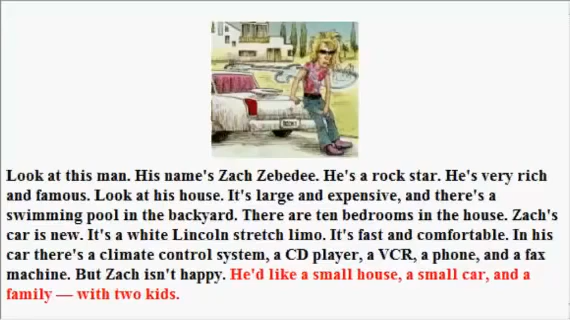 Look at this man. His name's Zach Zebedee. He's a rock star. He's very rich
and famous. Look at his house. It's large and expensive, and there's a
swimming pool in the backyard. There are ten bedrooms in the house. Zach's
car is new. It's a white Lincoln stretch limo. It's fast and comfortable. In his
car there's a climate control system, a CD player, a VCR, a phone, and a fax
machine. But Zach isn't happy. He'd like a small house, a small car, and a
family — with two kids.